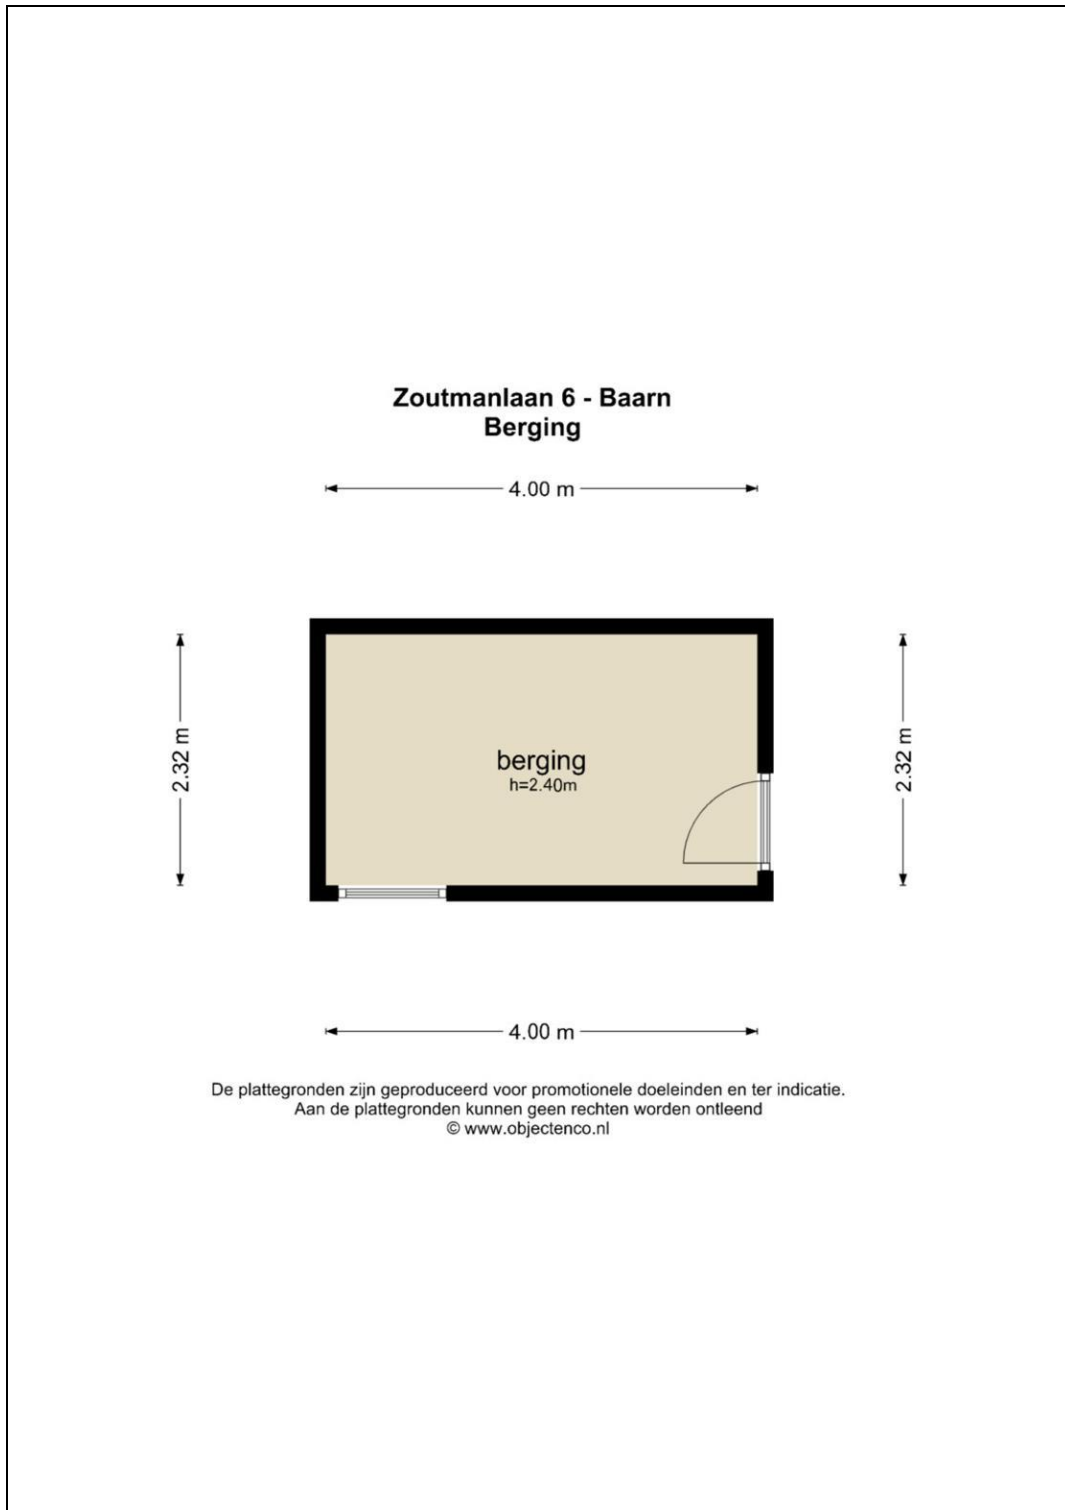 Zoutmanlaan 6 - Baarn
Berging
4.00 m
2.32 m
berging
h=2.40m
2.32 m
4.00 m
De plattegronden zijn geproduceerd voor promotionele doeleinden en ter indicatie.
Aan de plattegronden kunnen geen rechten worden ontleend
© www.objectenco.nl